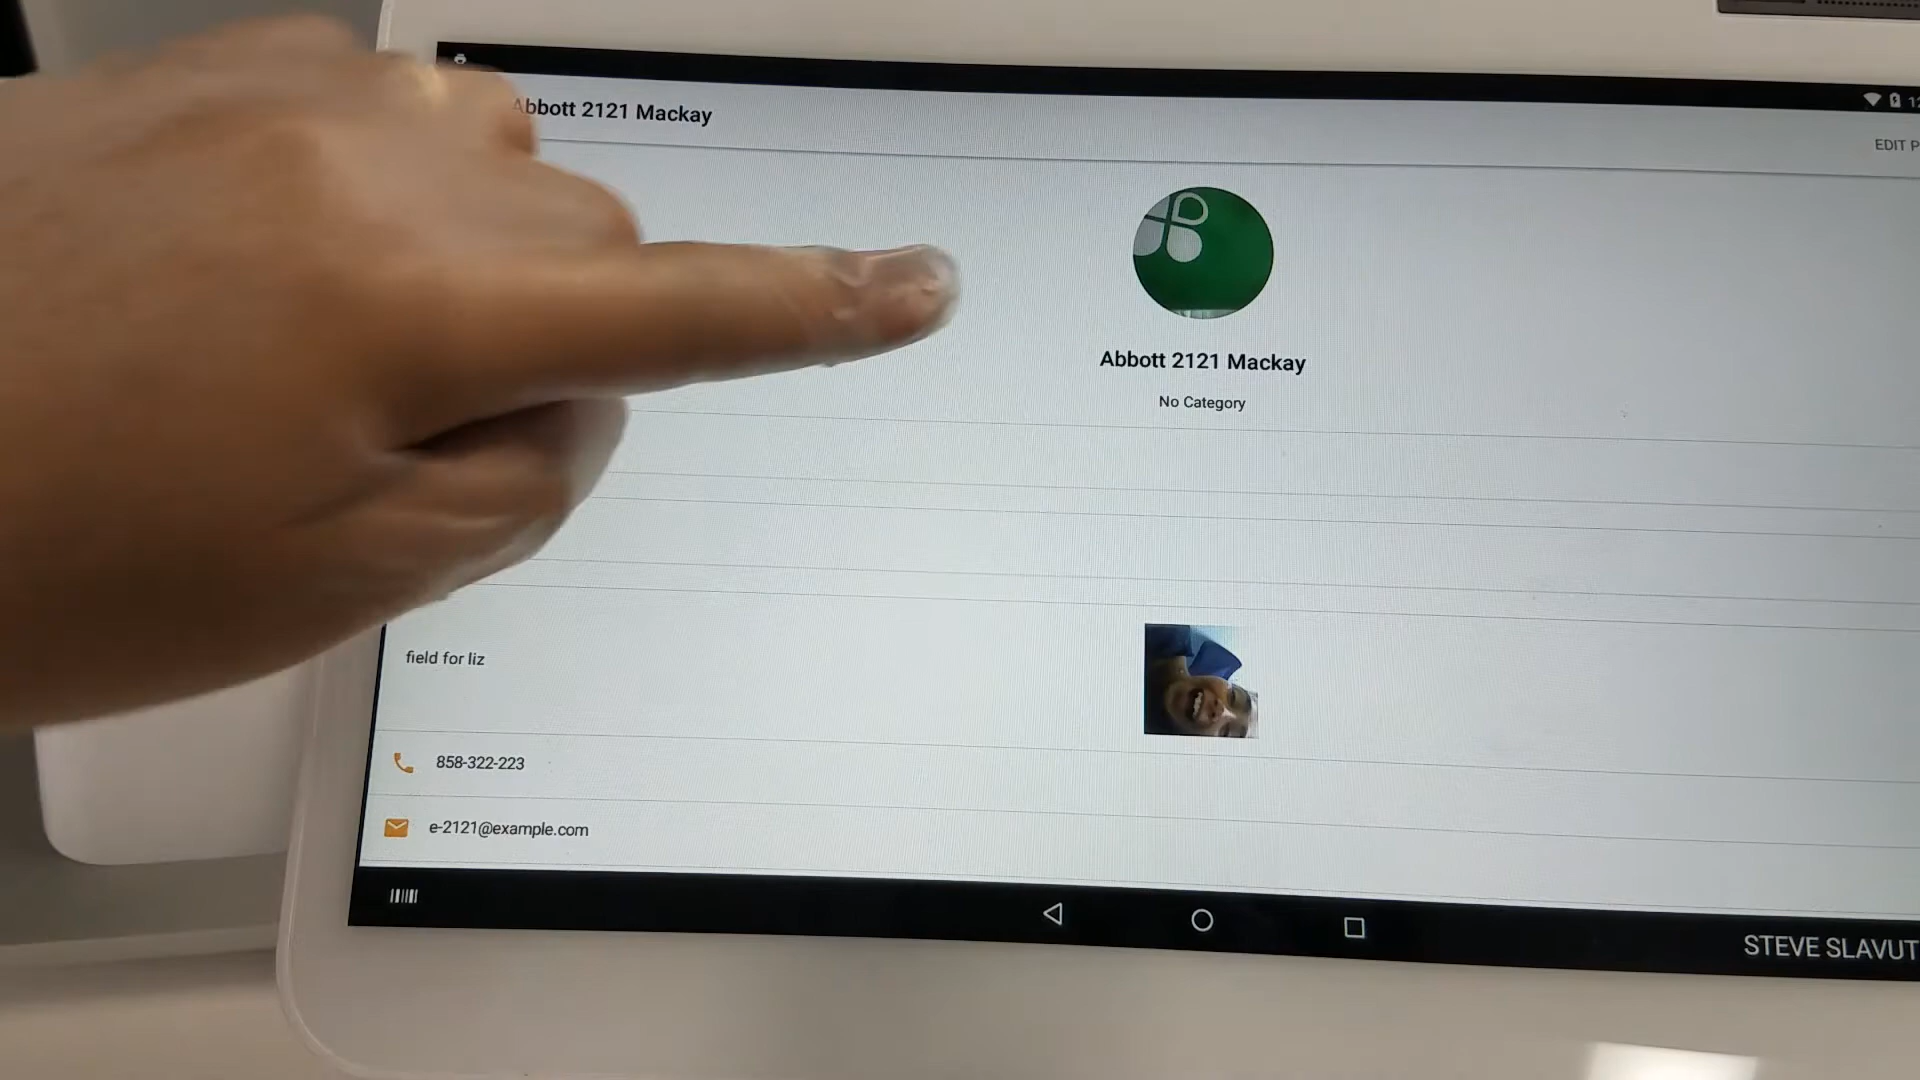 Abbott 2121 Mackay
EDIT P
Abbott 2121 Mackay
No Category
field for liz
858-322-223
e-2121@example.com
STEVE SLAVUT